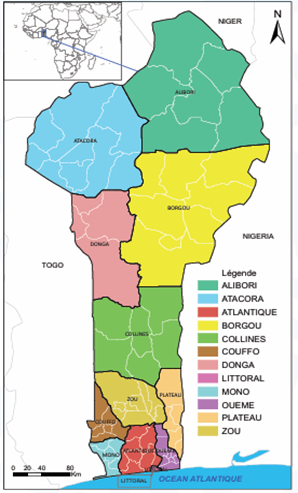 NIGER
N
ALIBORI
ATACORA
BORGOU
DONGA
NIGERIA
TOGO
Légende
ALIBORI
ATACORA
ATLANTIQUE
BORGOU
COLLINES
COUFFO
DONGA
LITTORAL
MONO
OUEME
PLATEAU
ZOU
COLLINES
ZOU
PLATEAU
COUFFO
MONO
ATLANTIQUE
OUEME
LITTORAL
0 20 40 80
Km
OCEAN ATLANTIQUE